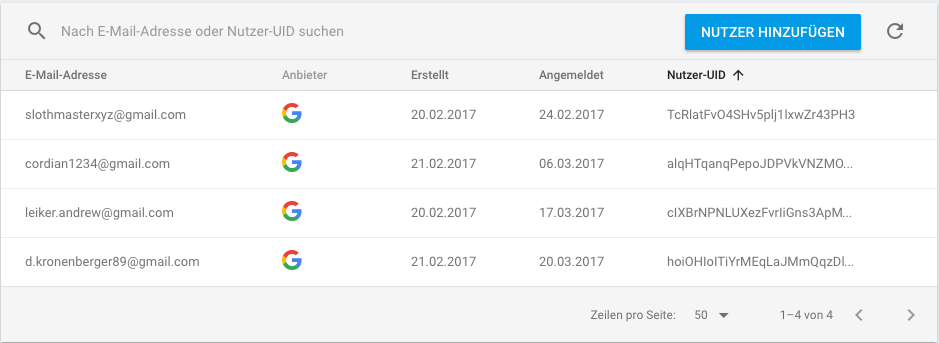 Nach E-Mail-Adresse oder Nutzer-UID suchen NUTZER HINZUFÜGEN
E-Mail-Adresse Anbieter Erstellt Angemeldet Nutzer-UID
slothmasterxyz@gmail.com 20.02.2017 24.02.2017 TcRlatFvO4SHv5plj1lxwZr43PH3
cordian1234@gmail.com 21.02.2017 06.03.2017 alqHTqanqPepoJDPVkVNZMO...
leiker.andrew@gmail.com 20.02.2017 17.03.2017 cIXBrNPNLUXezFvrIiGns3ApM...
d.kronenberger89@gmail.com 21.02.2017 20.03.2017 hoiOHIoITiYrMEqLaJMmQqzDI...
Zeilen pro Seite: 50 1–4 von 4